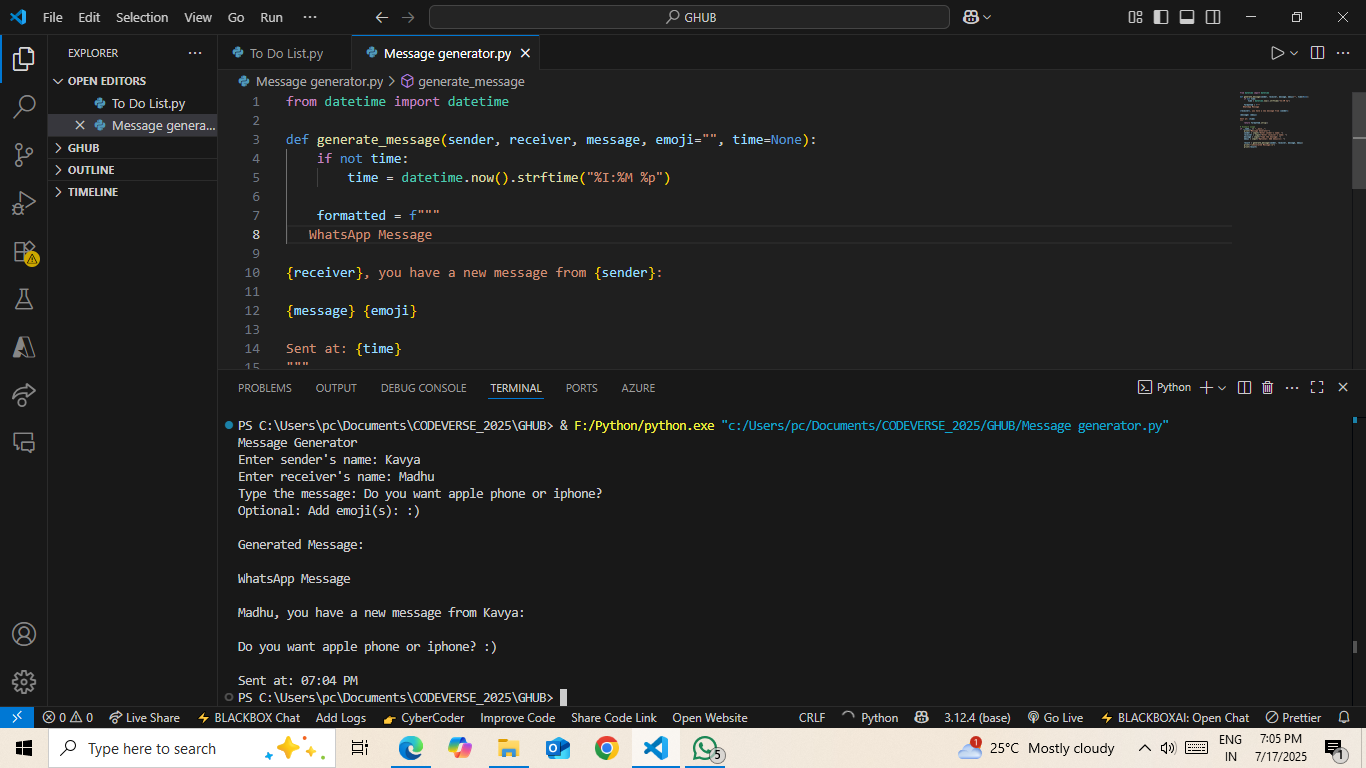 File Edit Selection View Go Run ···
GHUB
EXPLORER
OPEN EDITORS
To Do List.py
Message genera...
GHUB
OUTLINE
TIMELINE
To Do List.py
Message generator.py
Message generator.py > generate_message
1 from datetime import datetime
2
3 def generate_message(sender, receiver, message, emoji="", time=None):
4 if not time:
5 time = datetime.now().strftime("%I:%M %p")
6
7 formatted = f"""
8 WhatsApp Message
9
10 {receiver}, you have a new message from {sender}:
11
12 {message} {emoji}
13
14 Sent at: {time}
15 """
PROBLEMS OUTPUT DEBUG CONSOLE TERMINAL PORTS AZURE
Python
PS C:\Users\pc\Documents\CODEVERSE_2025\GHUB> & F:/Python/python.exe "c:/Users/pc/Documents/CODEVERSE_2025/GHUB/Message generator.py"
Message Generator
Enter sender's name: Kavya
Enter receiver's name: Madhu
Type the message: Do you want apple phone or iphone?
Optional: Add emoji(s): :)
Generated Message:
WhatsApp Message
Madhu, you have a new message from Kavya:
Do you want apple phone or iphone? :)
Sent at: 07:04 PM
PS C:\Users\pc\Documents\CODEVERSE_2025\GHUB>
0 0 Live Share BLACKBOX Chat Add Logs CyberCoder Improve Code Share Code Link Open Website CRLF Python 3.12.4 (base) Go Live BLACKBOXAI: Open Chat Prettier
Type here to search
5
1
25°C Mostly cloudy
ENG
IN
7:05 PM
7/17/2025
1